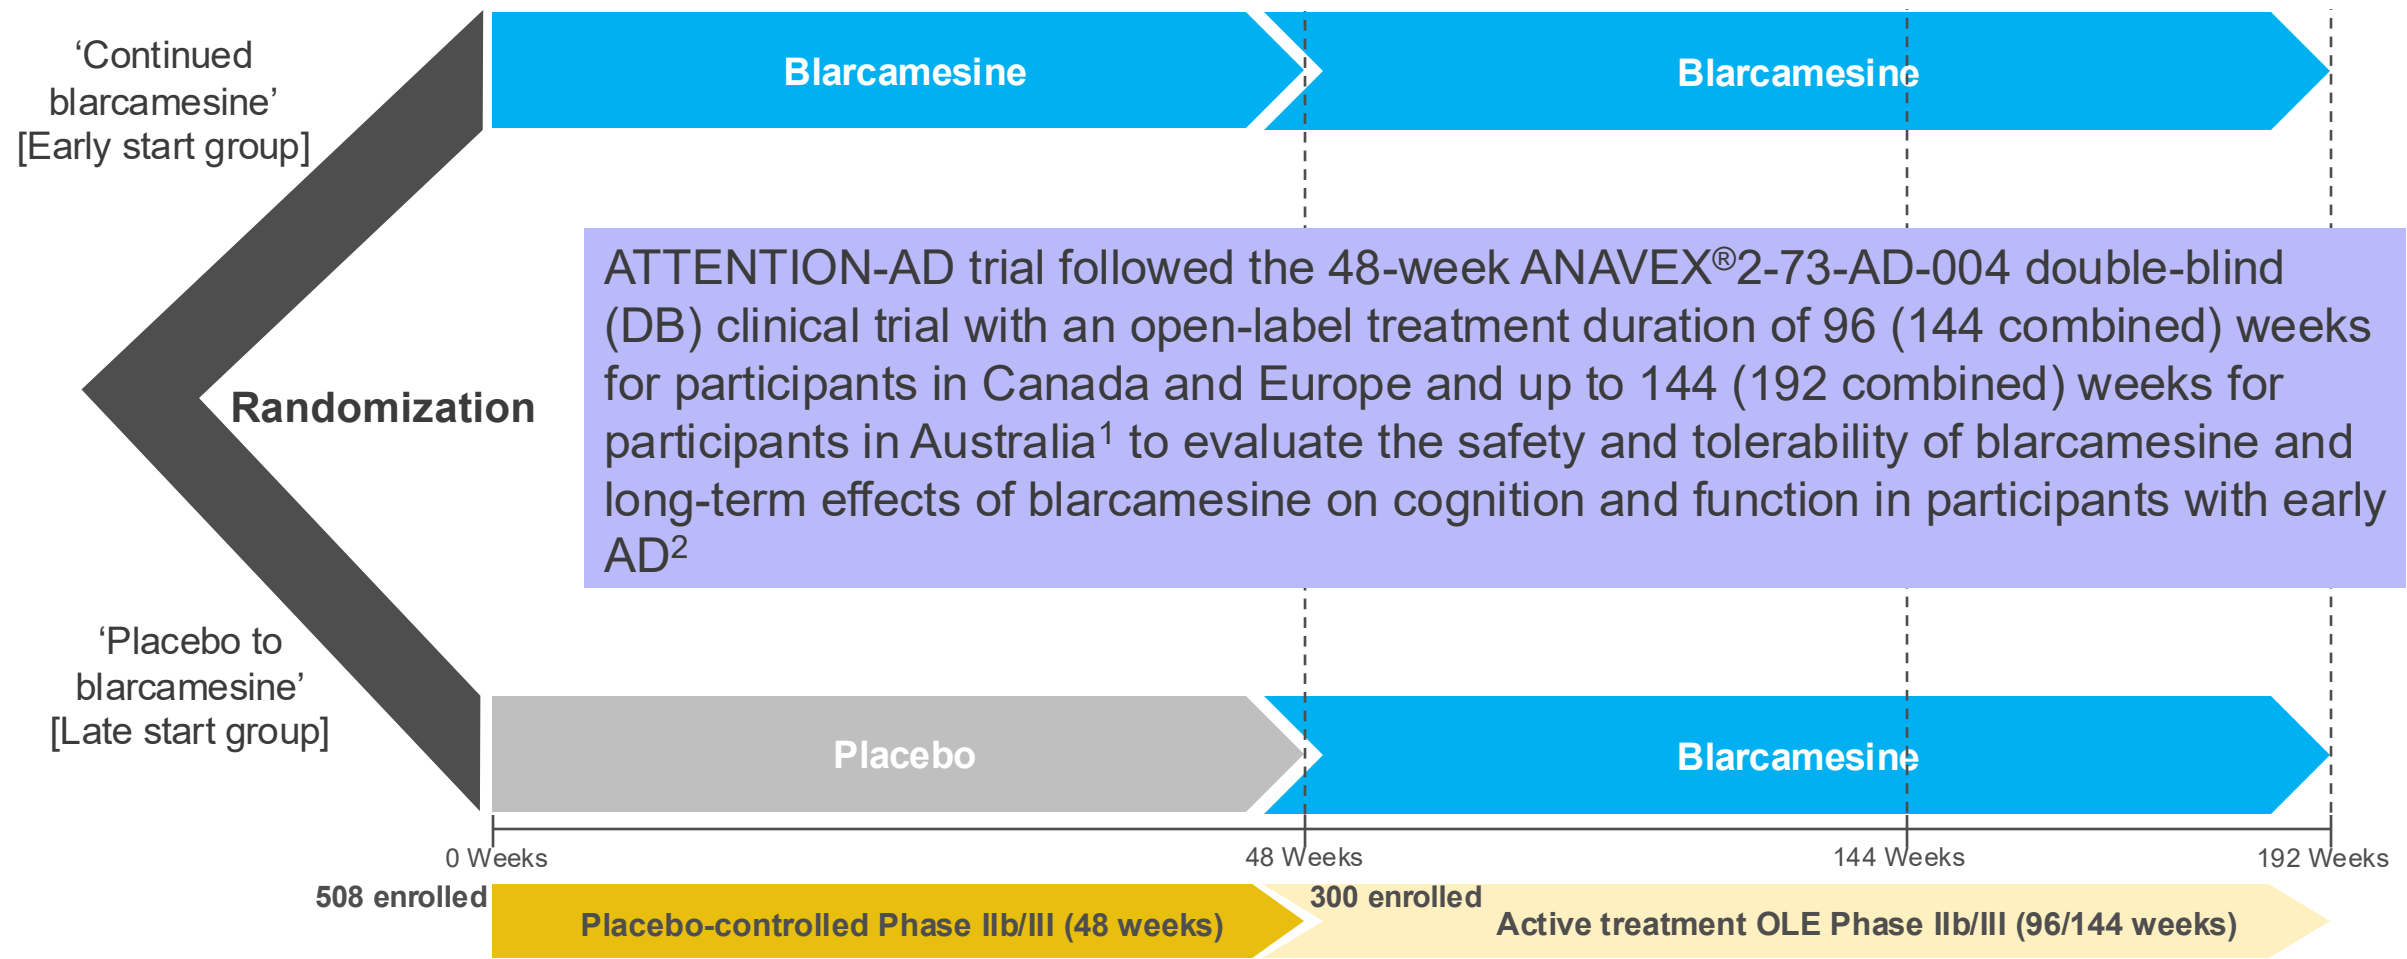 ‘Continued
blarcamesine’
[Early start group]
Blarcamesine
Blarcamesine
ATTENTION-AD trial followed the 48-week ANAVEX®2-73-AD-004 double-blind
(DB) clinical trial with an open-label treatment duration of 96 (144 combined) weeks
for participants in Canada and Europe and up to 144 (192 combined) weeks for
participants in Australia¹ to evaluate the safety and tolerability of blarcamesine and
long-term effects of blarcamesine on cognition and function in participants with early
AD²
Randomization
‘Placebo to
blarcamesine’
[Late start group]
Placebo
Blarcamesine
0 Weeks
48 Weeks
144 Weeks
192 Weeks
508 enrolled
Placebo-controlled Phase IIb/III (48 weeks)
300 enrolled
Active treatment OLE Phase IIb/III (96/144 weeks)